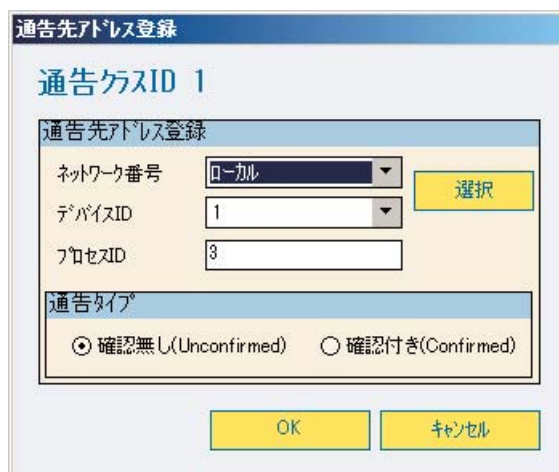 通告先ｱﾄﾞﾚｽ登録
通告ｸﾗｽID 1
通告先ｱﾄﾞﾚｽ登録
ﾈｯﾄﾜｰｸ番号
ﾛｰｶﾙ
選択
ﾃﾞﾊﾞｲｽID
1
ﾌﾟﾛｾｽID
3
通告ﾀｲﾌﾟ
確認無し(Unconfirmed)
確認付き(Confirmed)
OK
ｷｬﾝｾﾙ